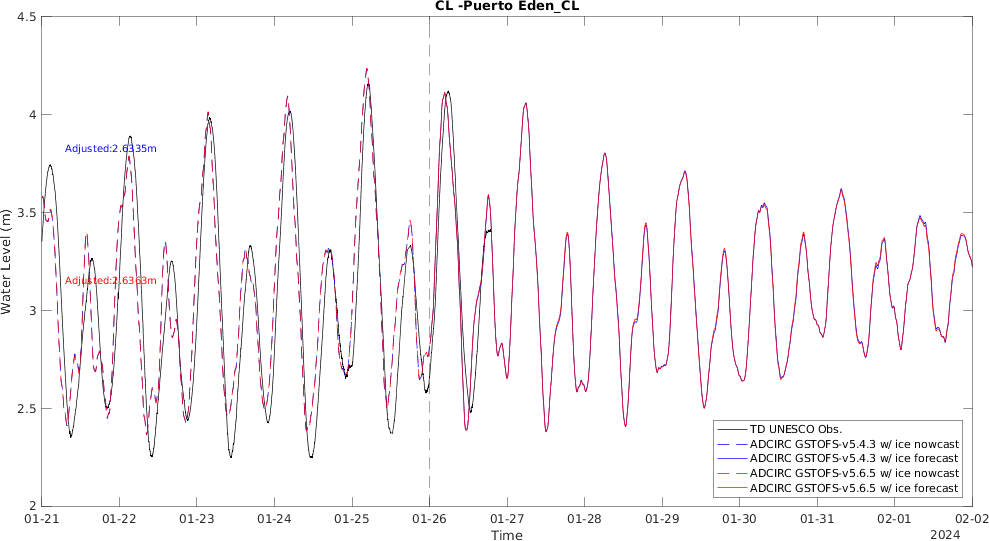 CL -Puerto Eden_CL
4.5
4
3.5
3
2.5
2
Water Level (m)
Adjusted:2.6335m
Adjusted:2.6363m
TD UNESCO Obs.
ADCIRC GSTOFS-v5.4.3 w/ ice nowcast
ADCIRC GSTOFS-v5.4.3 w/ ice forecast
ADCIRC GSTOFS-v5.6.5 w/ ice nowcast
ADCIRC GSTOFS-v5.6.5 w/ ice forecast
01-21 01-22 01-23 01-24 01-25 01-26 01-27 01-28 01-29 01-30 01-31 02-01 02-02
Time
2024